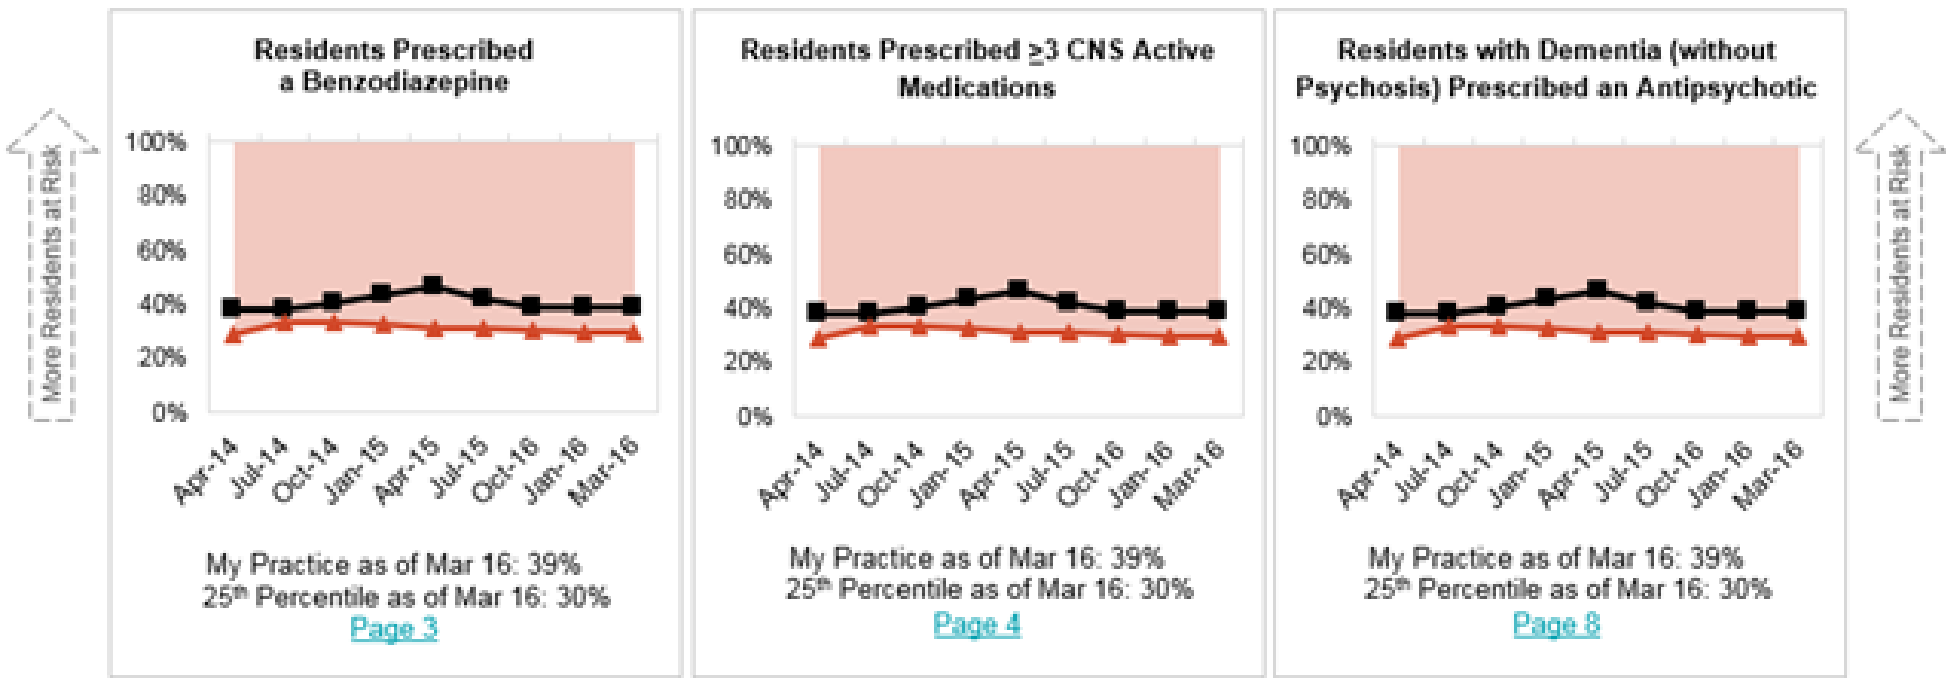 More Residents at Risk
Residents Prescribed
a Benzodiazepine
100%
80%
60%
40%
20%
0%
Apr-14
Jul-14
Oct-14
Jan-15
Apr-15
Jul-15
Oct-16
Jan-16
Mar-16
My Practice as of Mar 16: 39%
25th Percentile as of Mar 16: 30%
Page 3
Residents Prescribed ≥3 CNS Active
Medications
100%
80%
60%
40%
20%
0%
Apr-14
Jul-14
Oct-14
Jan-15
Apr-15
Jul-15
Oct-16
Jan-16
Mar-16
My Practice as of Mar 16: 39%
25th Percentile as of Mar 16: 30%
Page 4
Residents with Dementia (without
Psychosis) Prescribed an Antipsychotic
100%
80%
60%
40%
20%
0%
Apr-14
Jul-14
Oct-14
Jan-15
Apr-15
Jul-15
Oct-16
Jan-16
Mar-16
My Practice as of Mar 16: 39%
25th Percentile as of Mar 16: 30%
Page 8
More Residents at Risk